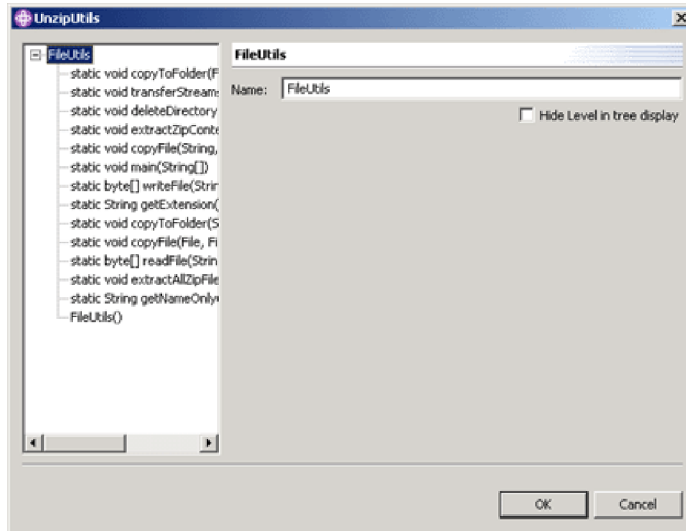 UnzipUtils
FileUtils
static void copyToFolder(F
static void transferStream
static void deleteDirectory
static void extractZipConte
static void copyFile(String,
static void main(String[])
static byte[] writeFile(Strin
static String getExtension(
static void copyToFolder(S
static void copyFile(File, Fi
static byte[] readFile(Strin
static void extractAllZipFile
static String getNameOnly
FileUtils()
FileUtils
Name: FileUtils
Hide Level in tree display
OK Cancel